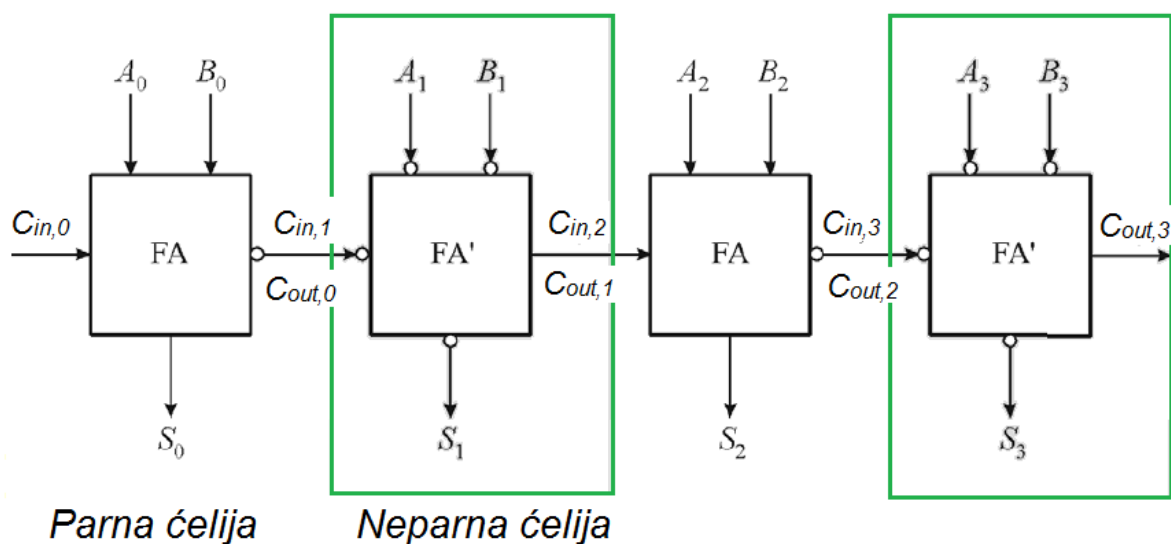 A₀ B₀ A₁ B₁ A₂ B₂ A₃ B₃
Cin,0 FA Cin,1 FA' Cin,2 FA Cin,3 FA' Cout,3
Cout,0 Cout,1 Cout,2
S₀ S₁ S₂ S₃
Parna ćelija Neparna ćelija